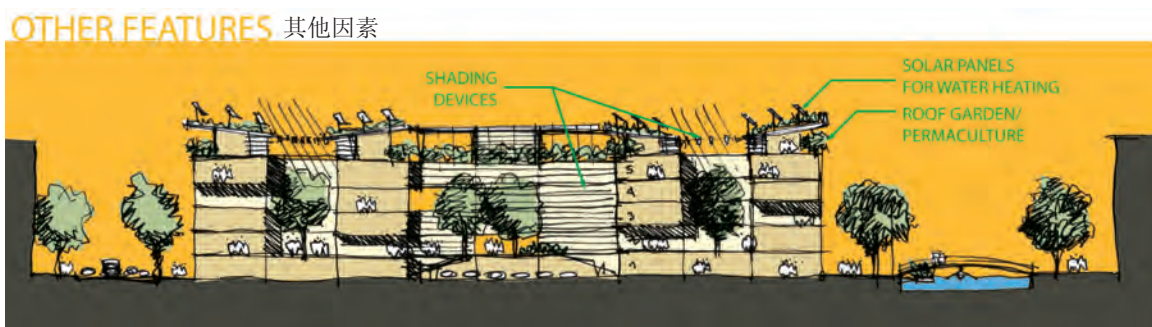 OTHER FEATURES 其他因素
SHADING
DEVICES
SOLAR PANELS
FOR WATER HEATING
ROOF GARDEN/
PERMACULTURE
5
4
3